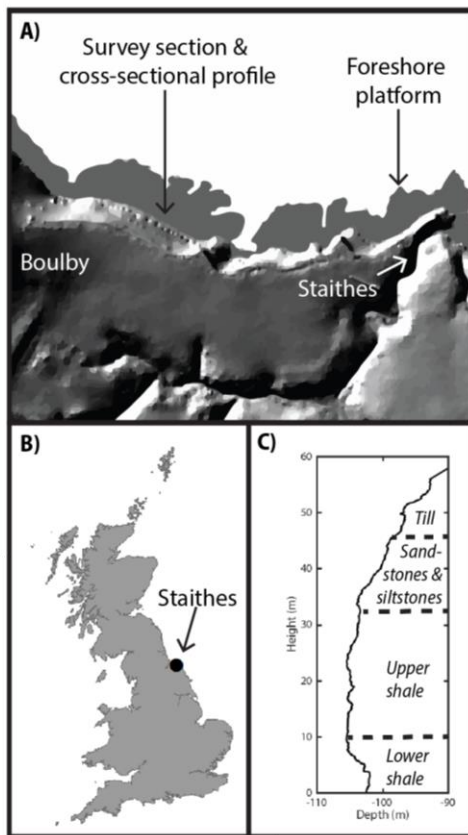 A)
Survey section &
cross-sectional profile
Foreshore
platform
Boulby
Staithes
B)
Staithes
C)
60
50
40
30
20
10
0
Height (m)
Till
Sand-
stones &
siltstones
Upper
shale
Lower
shale
-110
-100
-90
Depth (m)